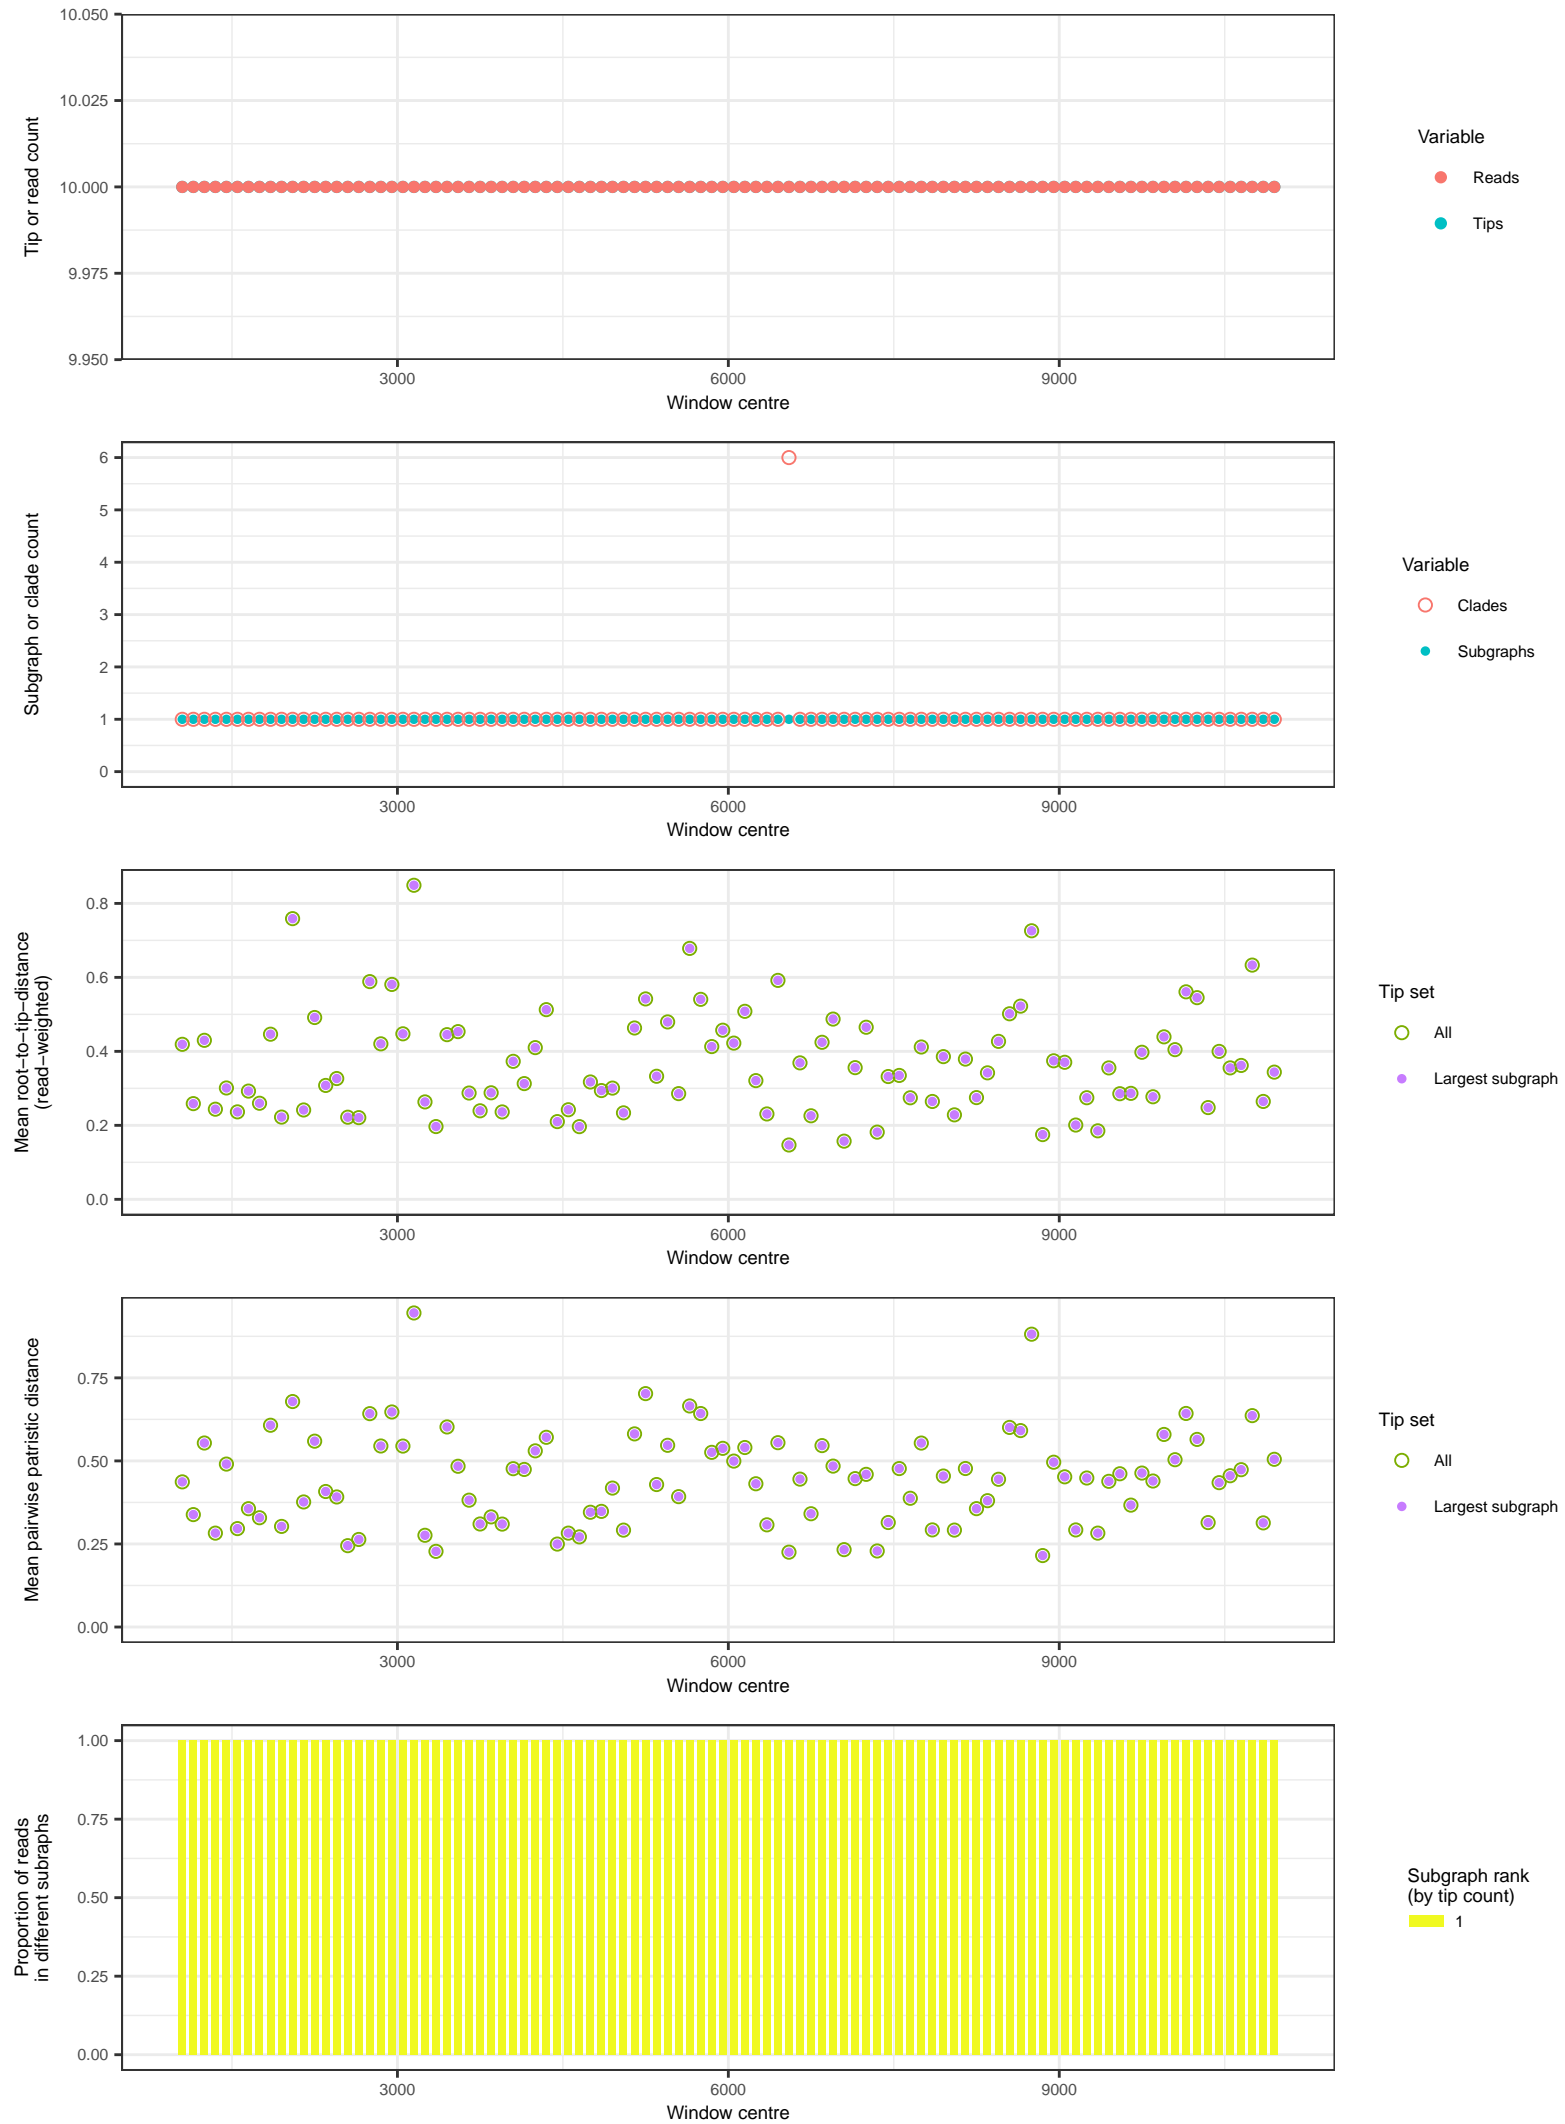 10.050
10.025
10.000
9.975
9.950
Tip or read count
3000 6000 9000
Window centre
Variable
Reads
Tips
6
5
4
3
2
1
0
Subgraph or clade count
3000 6000 9000
Window centre
Variable
Clades
Subgraphs
0.8
0.6
0.4
0.2
0.0
Mean root−to−tip−distance
(read−weighted)
3000 6000 9000
Window centre
Tip set
All
Largest subgraph
0.75
0.50
0.25
0.00
Mean pairwise patristic distance
3000 6000 9000
Window centre
Tip set
All
Largest subgraph
1.00
0.75
0.50
0.25
0.00
Proportion of reads
in different subraphs
3000 6000 9000
Window centre
Subgraph rank
(by tip count)
1